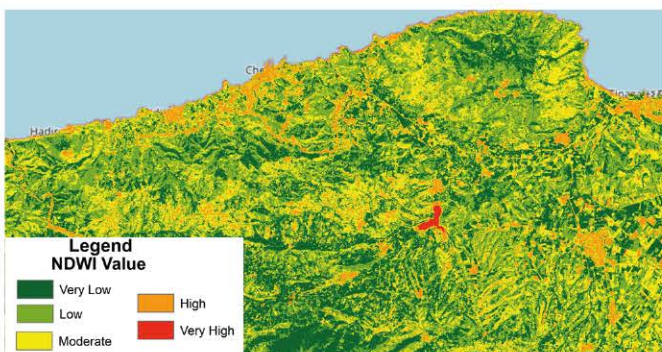 Legend
NDWI Value
Very Low
Low
Moderate
High
Very High